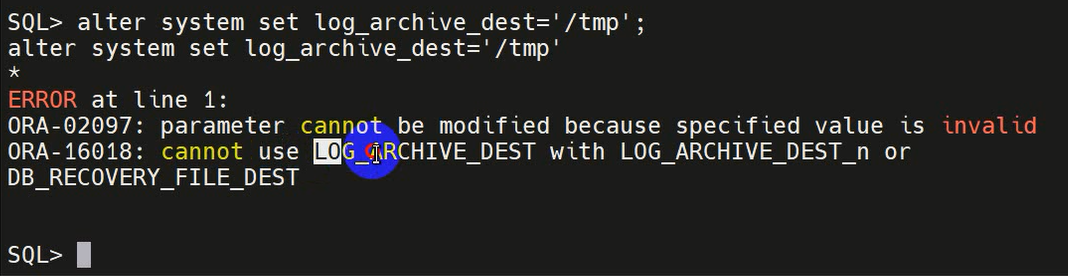 SQL> alter system set log_archive_dest='/tmp';
alter system set log_archive_dest='/tmp'
*
ERROR at line 1:
ORA-02097: parameter cannot be modified because specified value is invalid
ORA-16018: cannot use LOG_ARCHIVE_DEST with LOG_ARCHIVE_DEST_n or
DB_RECOVERY_FILE_DEST
SQL>